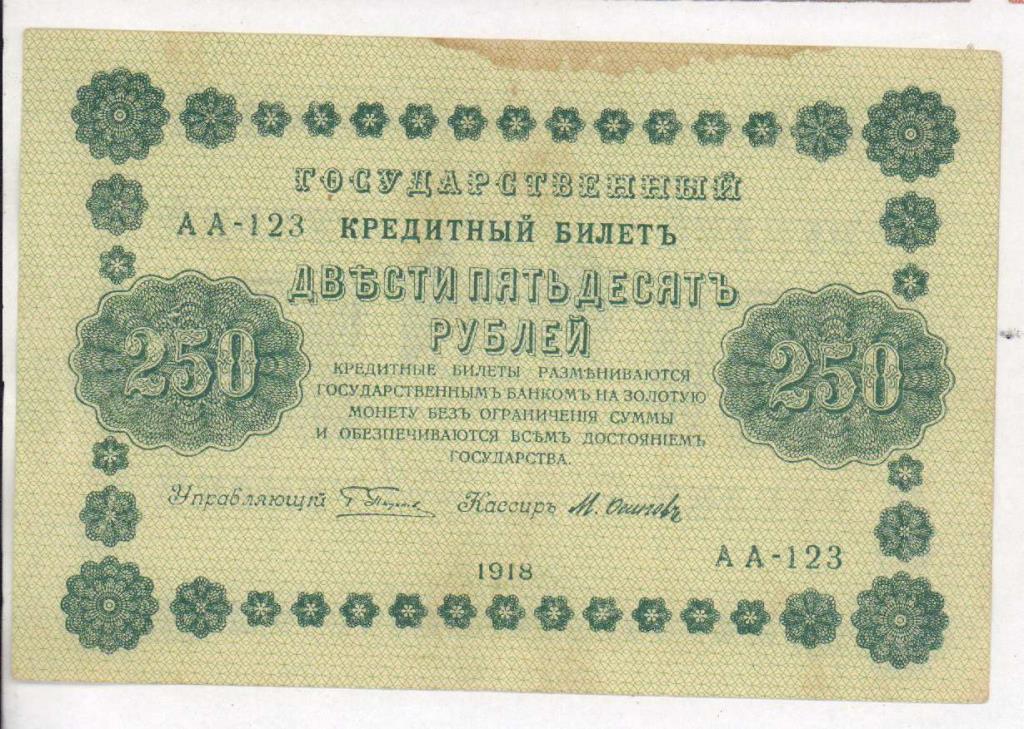 ГОСУДАРСТВЕННЫЙ
АА-123 КРЕДИТНЫЙ БИЛЕТЪ
ДВѢСТИ ПЯТЬДЕСЯТЪ
РУБЛЕЙ
250
250
КРЕДИТНЫЕ БИЛЕТЫ РАЗМѢНИВАЮТСЯ
ГОСУДАРСТВЕННЫМЪ БАНКОМЪ НА ЗОЛОТУЮ
МОНЕТУ БЕЗЪ ОГРАНИЧЕНІЯ СУММЫ
И ОБЕЗПЕЧИВАЮТСЯ ВСѢМЪ ДОСТОЯНІЕМЪ
ГОСУДАРСТВА.
Управляющій Кассиръ М. Осиповъ
АА-123
1918